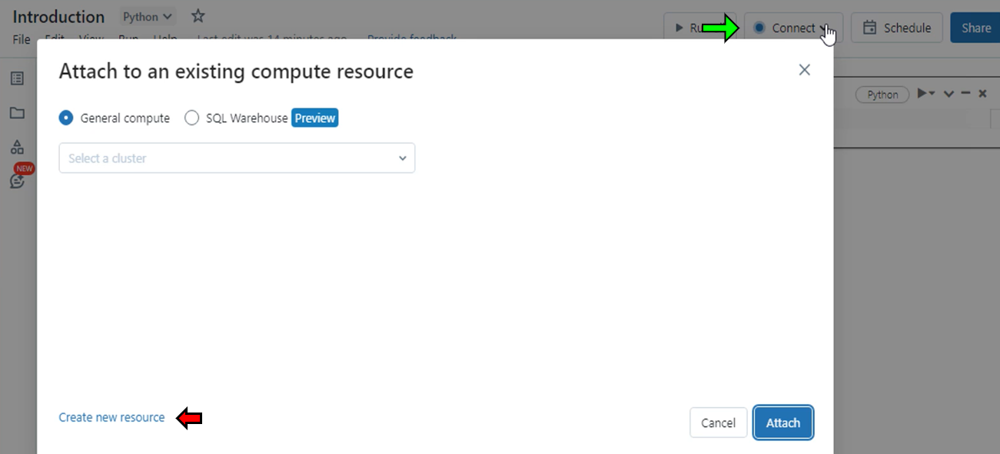 Introduction Python
File Edit View Run Help Last edit was 14 minutes ago Provide feedback
Connect Schedule Share
Attach to an existing compute resource
General compute SQL Warehouse Preview
Python
Select a cluster
NEW
Create new resource
Cancel Attach